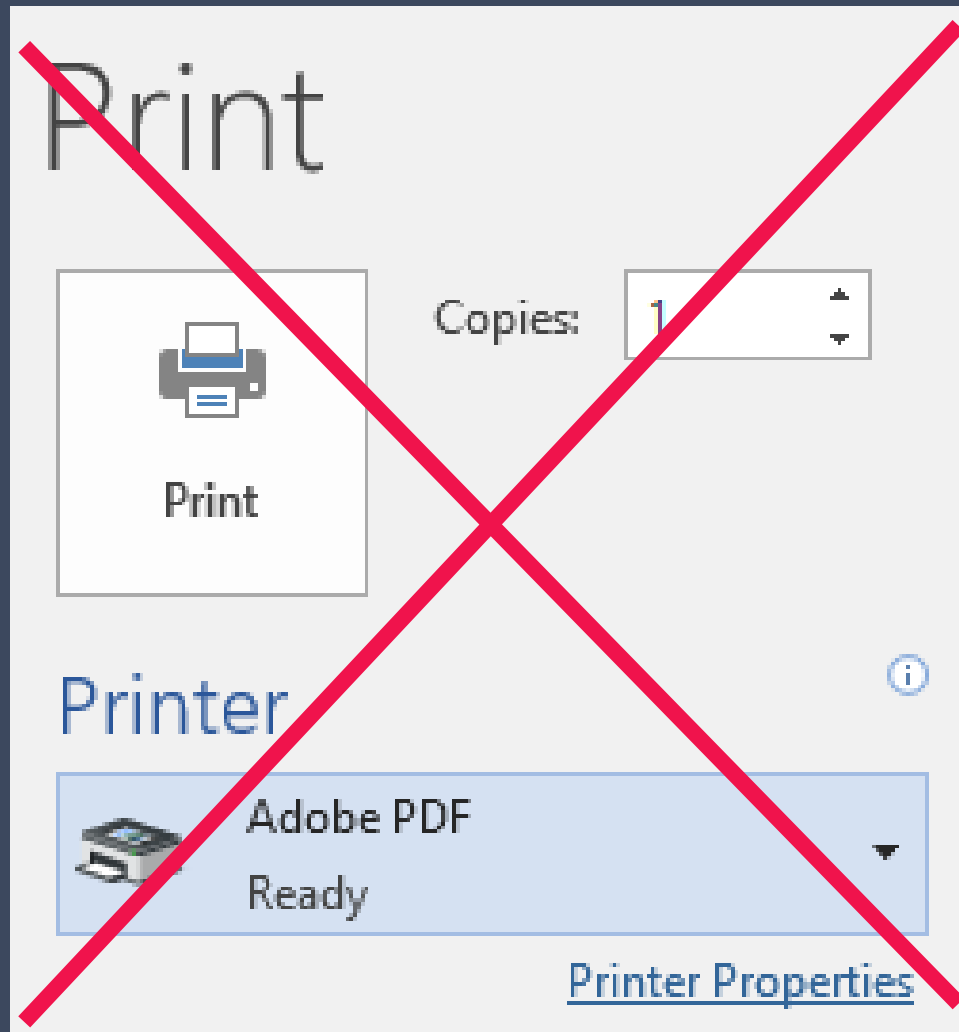 Print
Copies: 1
Print
Printer
Adobe PDF
Ready
Printer Properties